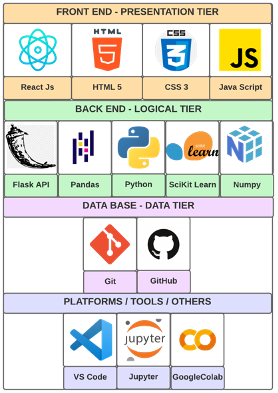 FRONT END - PRESENTATION TIER
HTML
5
CSS
3
JS
React Js
HTML 5
CSS 3
Java Script
BACK END - LOGICAL TIER
learn
Flask API
Pandas
Python
SciKit Learn
Numpy
DATA BASE - DATA TIER
Git
GitHub
PLATFORMS / TOOLS / OTHERS
jupyter
VS Code
Jupyter
GoogleColab